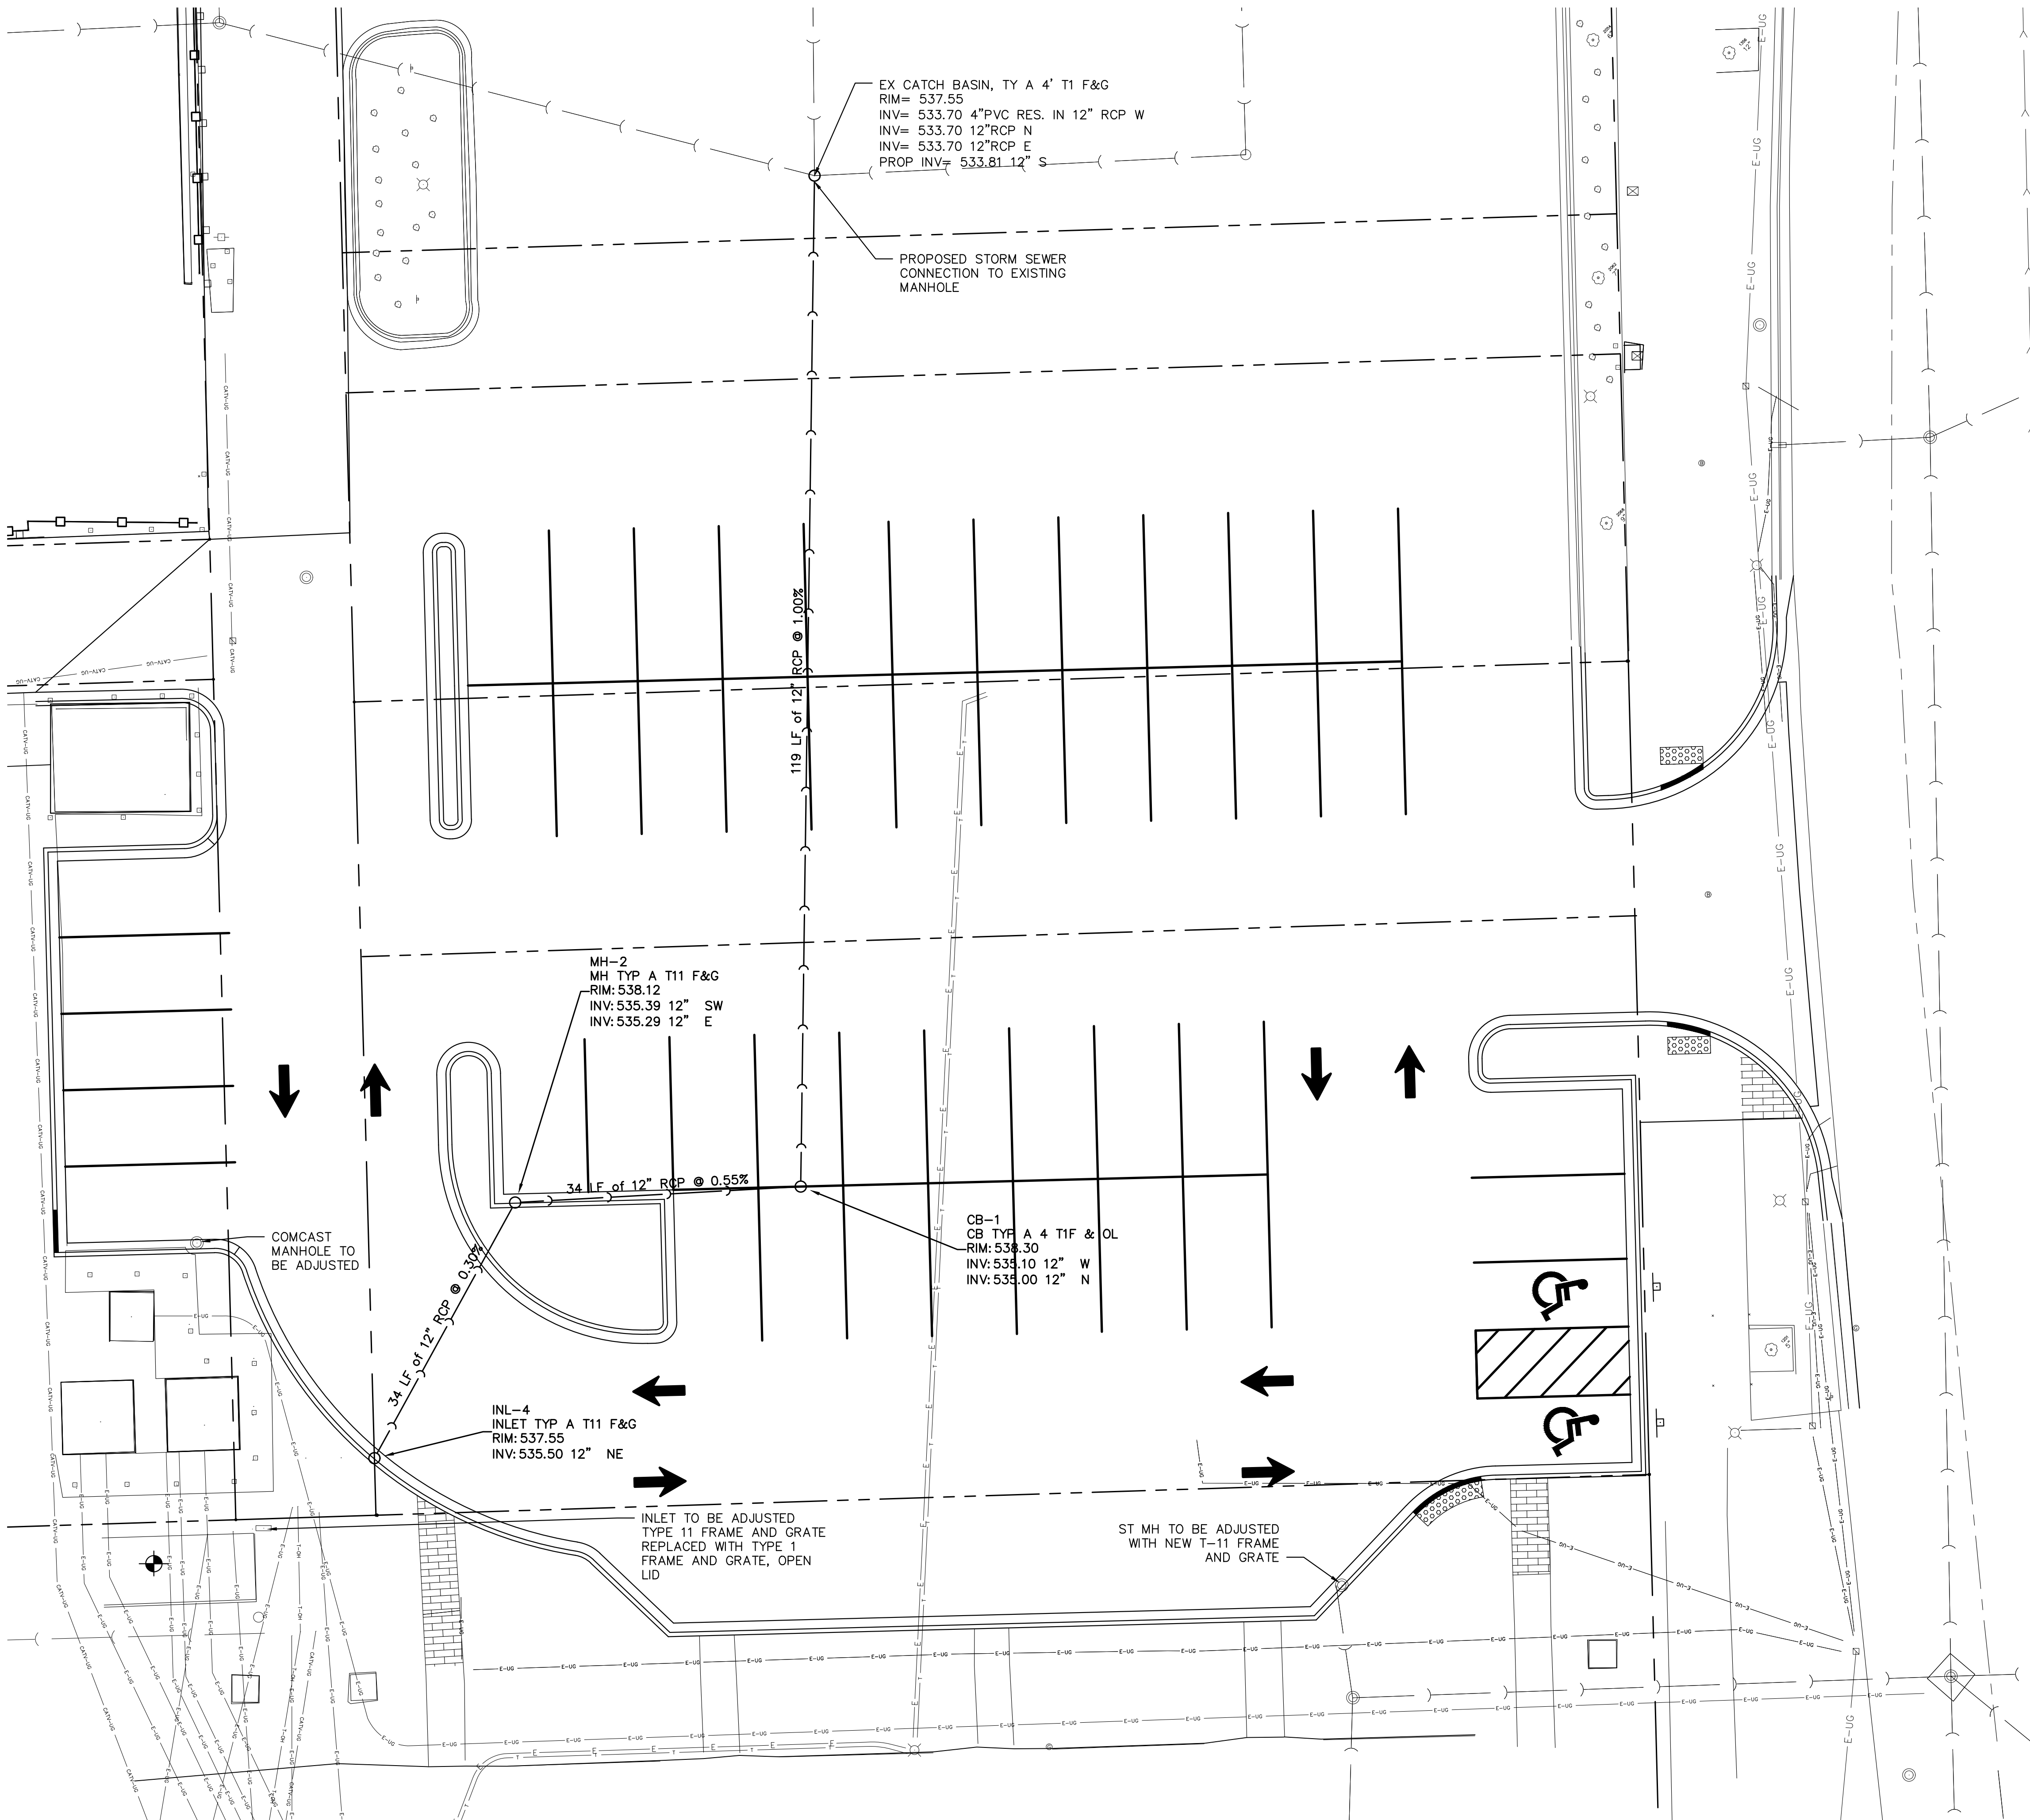 EX CATCH BASIN, TY A 4' T1 F&G
RIM= 537.55
INV= 533.70 4"PVC RES. IN 12" RCP W
INV= 533.70 12"RCP N
INV= 533.70 12"RCP E
PROP INV= 533.81 12" S
PROPOSED STORM SEWER
CONNECTION TO EXISTING
MANHOLE
119 LF of 12" RCP @ 1.00%
MH-2
MH TYP A T11 F&G
RIM: 538.12
INV: 535.39 12" SW
INV: 535.29 12" E
34 LF of 12" RCP @ 0.55%
CB-1
CB TYP A 4 T1F & OL
RIM: 538.30
INV: 535.10 12" W
INV: 535.00 12" N
COMCAST
MANHOLE TO
BE ADJUSTED
34 LF of 12" RCP @ 0.30%
INL-4
INLET TYP A T11 F&G
RIM: 537.55
INV: 535.50 12" NE
INLET TO BE ADJUSTED
TYPE 11 FRAME AND GRATE
REPLACED WITH TYPE 1
FRAME AND GRATE, OPEN
LID
ST MH TO BE ADJUSTED
WITH NEW T-11 FRAME
AND GRATE
CATV-UG
E-UG
T-OH
E
T